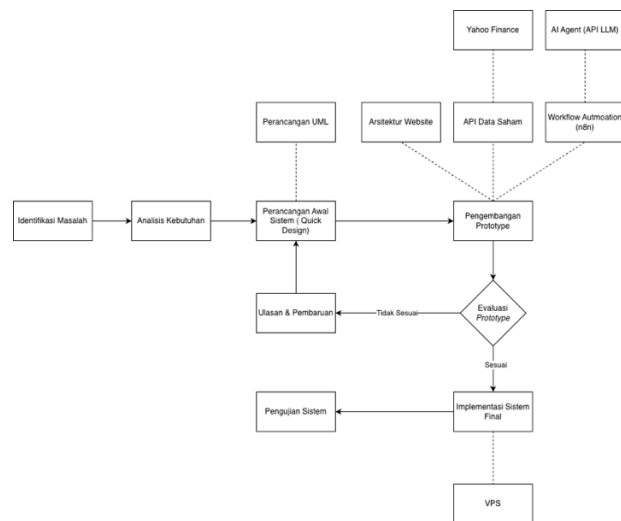 Yahoo Finance
AI Agent (API LLM)
Perancangan UML
Arsitektur Website
API Data Saham
Workflow Autmoation
(n8n)
Identifikasi Masalah
Analisis Kebutuhan
Perancangan Awal
Sistem ( Quick
Design)
Pengembangan
Prototype
Ulasan & Pembaruan
Tidak Sesuai
Evaluasi
Prototype
Sesuai
Pengujian Sistem
Implementasi Sistem
Final
VPS